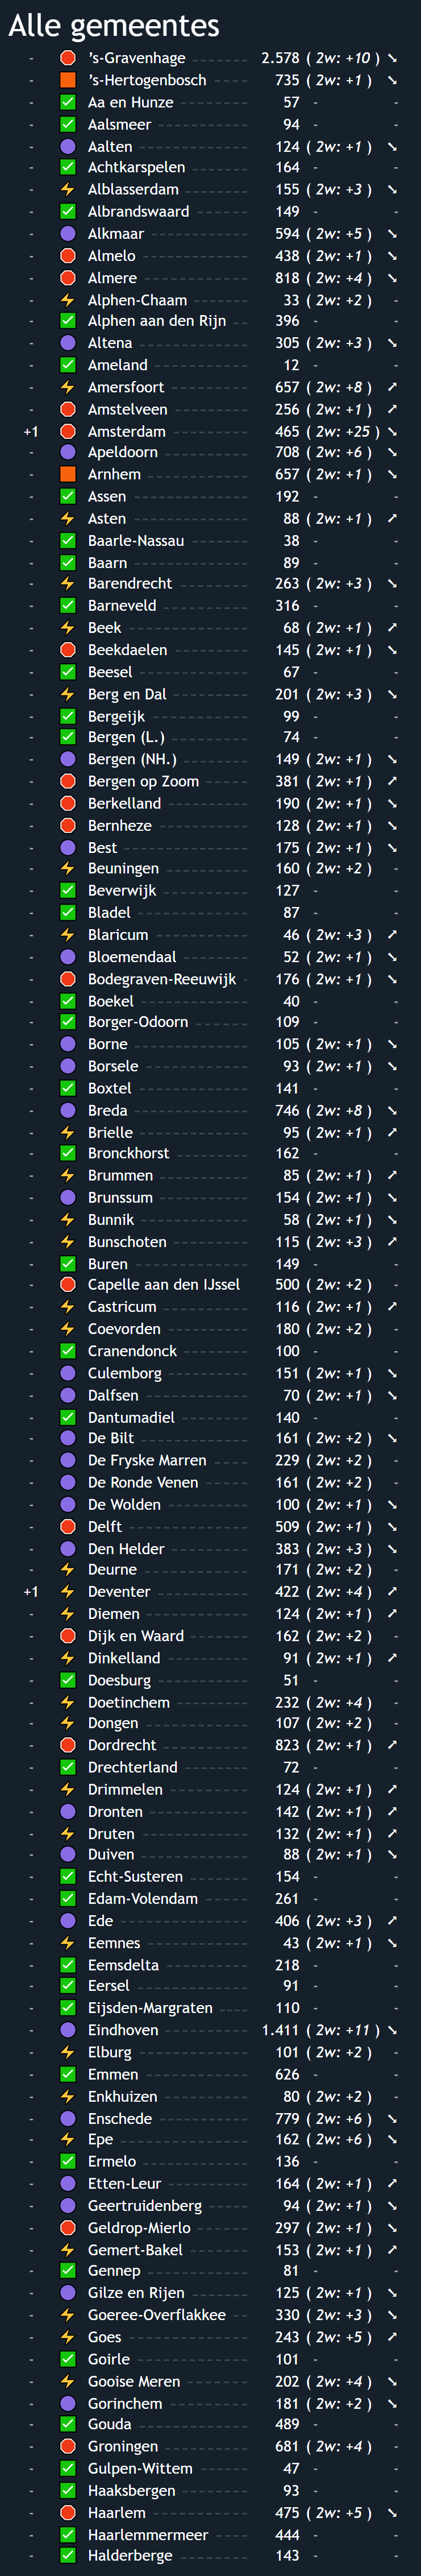 Alle gemeentes
- 's-Gravenhage 2.578 ( 2w: +10 ) ➘
- 's-Hertogenbosch 735 ( 2w: +1 ) ➘
- Aa en Hunze 57 - -
- Aalsmeer 94 - -
- Aalten 124 ( 2w: +1 ) ➘
- Achtkarspelen 164 - -
- Alblasserdam 155 ( 2w: +3 ) ➘
- Albrandswaard 149 - -
- Alkmaar 594 ( 2w: +5 ) ➘
- Almelo 438 ( 2w: +1 ) ➘
- Almere 818 ( 2w: +4 ) ➘
- Alphen-Chaam 33 ( 2w: +2 ) -
- Alphen aan den Rijn 396 - -
- Altena 305 ( 2w: +3 ) ➘
- Ameland 12 - -
- Amersfoort 657 ( 2w: +8 ) ➚
- Amstelveen 256 ( 2w: +1 ) ➚
+1 Amsterdam 465 ( 2w: +25 ) ➘
- Apeldoorn 708 ( 2w: +6 ) ➘
- Arnhem 657 ( 2w: +1 ) ➘
- Assen 192 - -
- Asten 88 ( 2w: +1 ) ➚
- Baarle-Nassau 38 - -
- Baarn 89 - -
- Barendrecht 263 ( 2w: +3 ) ➘
- Barneveld 316 - -
- Beek 68 ( 2w: +1 ) ➚
- Beekdaelen 145 ( 2w: +1 ) ➘
- Beesel 67 - -
- Berg en Dal 201 ( 2w: +3 ) ➘
- Bergeijk 99 - -
- Bergen (L.) 74 - -
- Bergen (NH.) 149 ( 2w: +1 ) ➘
- Bergen op Zoom 381 ( 2w: +1 ) ➚
- Berkelland 190 ( 2w: +1 ) ➘
- Bernheze 128 ( 2w: +1 ) ➘
- Best 175 ( 2w: +1 ) ➘
- Beuningen 160 ( 2w: +2 ) -
- Beverwijk 127 - -
- Bladel 87 - -
- Blaricum 46 ( 2w: +3 ) ➚
- Bloemendaal 52 ( 2w: +1 ) ➘
- Bodegraven-Reeuwijk 176 ( 2w: +1 ) ➘
- Boekel 40 - -
- Borger-Odoorn 109 - -
- Borne 105 ( 2w: +1 ) ➘
- Borsele 93 ( 2w: +1 ) ➘
- Boxtel 141 - -
- Breda 746 ( 2w: +8 ) ➘
- Brielle 95 ( 2w: +1 ) ➚
- Bronckhorst 162 - -
- Brummen 85 ( 2w: +1 ) ➚
- Brunssum 154 ( 2w: +1 ) ➘
- Bunnik 58 ( 2w: +1 ) ➘
- Bunschoten 115 ( 2w: +3 ) ➚
- Buren 149 - -
- Capelle aan den IJssel 500 ( 2w: +2 ) -
- Castricum 116 ( 2w: +1 ) ➚
- Coevorden 180 ( 2w: +2 ) -
- Cranendonck 100 - -
- Culemborg 151 ( 2w: +1 ) ➘
- Dalfsen 70 ( 2w: +1 ) ➘
- Dantumadiel 140 - -
- De Bilt 161 ( 2w: +2 ) ➘
- De Fryske Marren 229 ( 2w: +2 ) -
- De Ronde Venen 161 ( 2w: +2 ) -
- De Wolden 100 ( 2w: +1 ) ➘
- Delft 509 ( 2w: +1 ) ➘
- Den Helder 383 ( 2w: +3 ) ➘
- Deurne 171 ( 2w: +2 ) -
+1 Deventer 422 ( 2w: +4 ) ➚
- Diemen 124 ( 2w: +1 ) ➚
- Dijk en Waard 162 ( 2w: +2 ) -
- Dinkelland 91 ( 2w: +1 ) ➚
- Doesburg 51 - -
- Doetinchem 232 ( 2w: +4 ) -
- Dongen 107 ( 2w: +2 ) -
- Dordrecht 823 ( 2w: +1 ) ➚
- Drechterland 72 - -
- Drimmelen 124 ( 2w: +1 ) ➚
- Dronten 142 ( 2w: +1 ) ➚
- Druten 132 ( 2w: +1 ) ➚
- Duiven 88 ( 2w: +1 ) ➘
- Echt-Susteren 154 - -
- Edam-Volendam 261 - -
- Ede 406 ( 2w: +3 ) ➚
- Eemnes 43 ( 2w: +1 ) ➘
- Eemsdelta 218 - -
- Eersel 91 - -
- Eijsden-Margraten 110 - -
- Eindhoven 1.411 ( 2w: +11 ) ➘
- Elburg 101 ( 2w: +2 ) -
- Emmen 626 - -
- Enkhuizen 80 ( 2w: +2 ) -
- Enschede 779 ( 2w: +6 ) ➘
- Epe 162 ( 2w: +6 ) ➘
- Ermelo 136 - -
- Etten-Leur 164 ( 2w: +1 ) ➚
- Geertruidenberg 94 ( 2w: +1 ) ➘
- Geldrop-Mierlo 297 ( 2w: +1 ) ➘
- Gemert-Bakel 153 ( 2w: +1 ) ➚
- Gennep 81 - -
- Gilze en Rijen 125 ( 2w: +1 ) ➘
- Goeree-Overflakkee 330 ( 2w: +3 ) ➘
- Goes 243 ( 2w: +5 ) ➚
- Goirle 101 - -
- Gooise Meren 202 ( 2w: +4 ) ➘
- Gorinchem 181 ( 2w: +2 ) ➘
- Gouda 489 - -
- Groningen 681 ( 2w: +4 ) -
- Gulpen-Wittem 47 - -
- Haaksbergen 93 - -
- Haarlem 475 ( 2w: +5 ) ➘
- Haarlemmermeer 444 - -
- Halderberge 143 - -